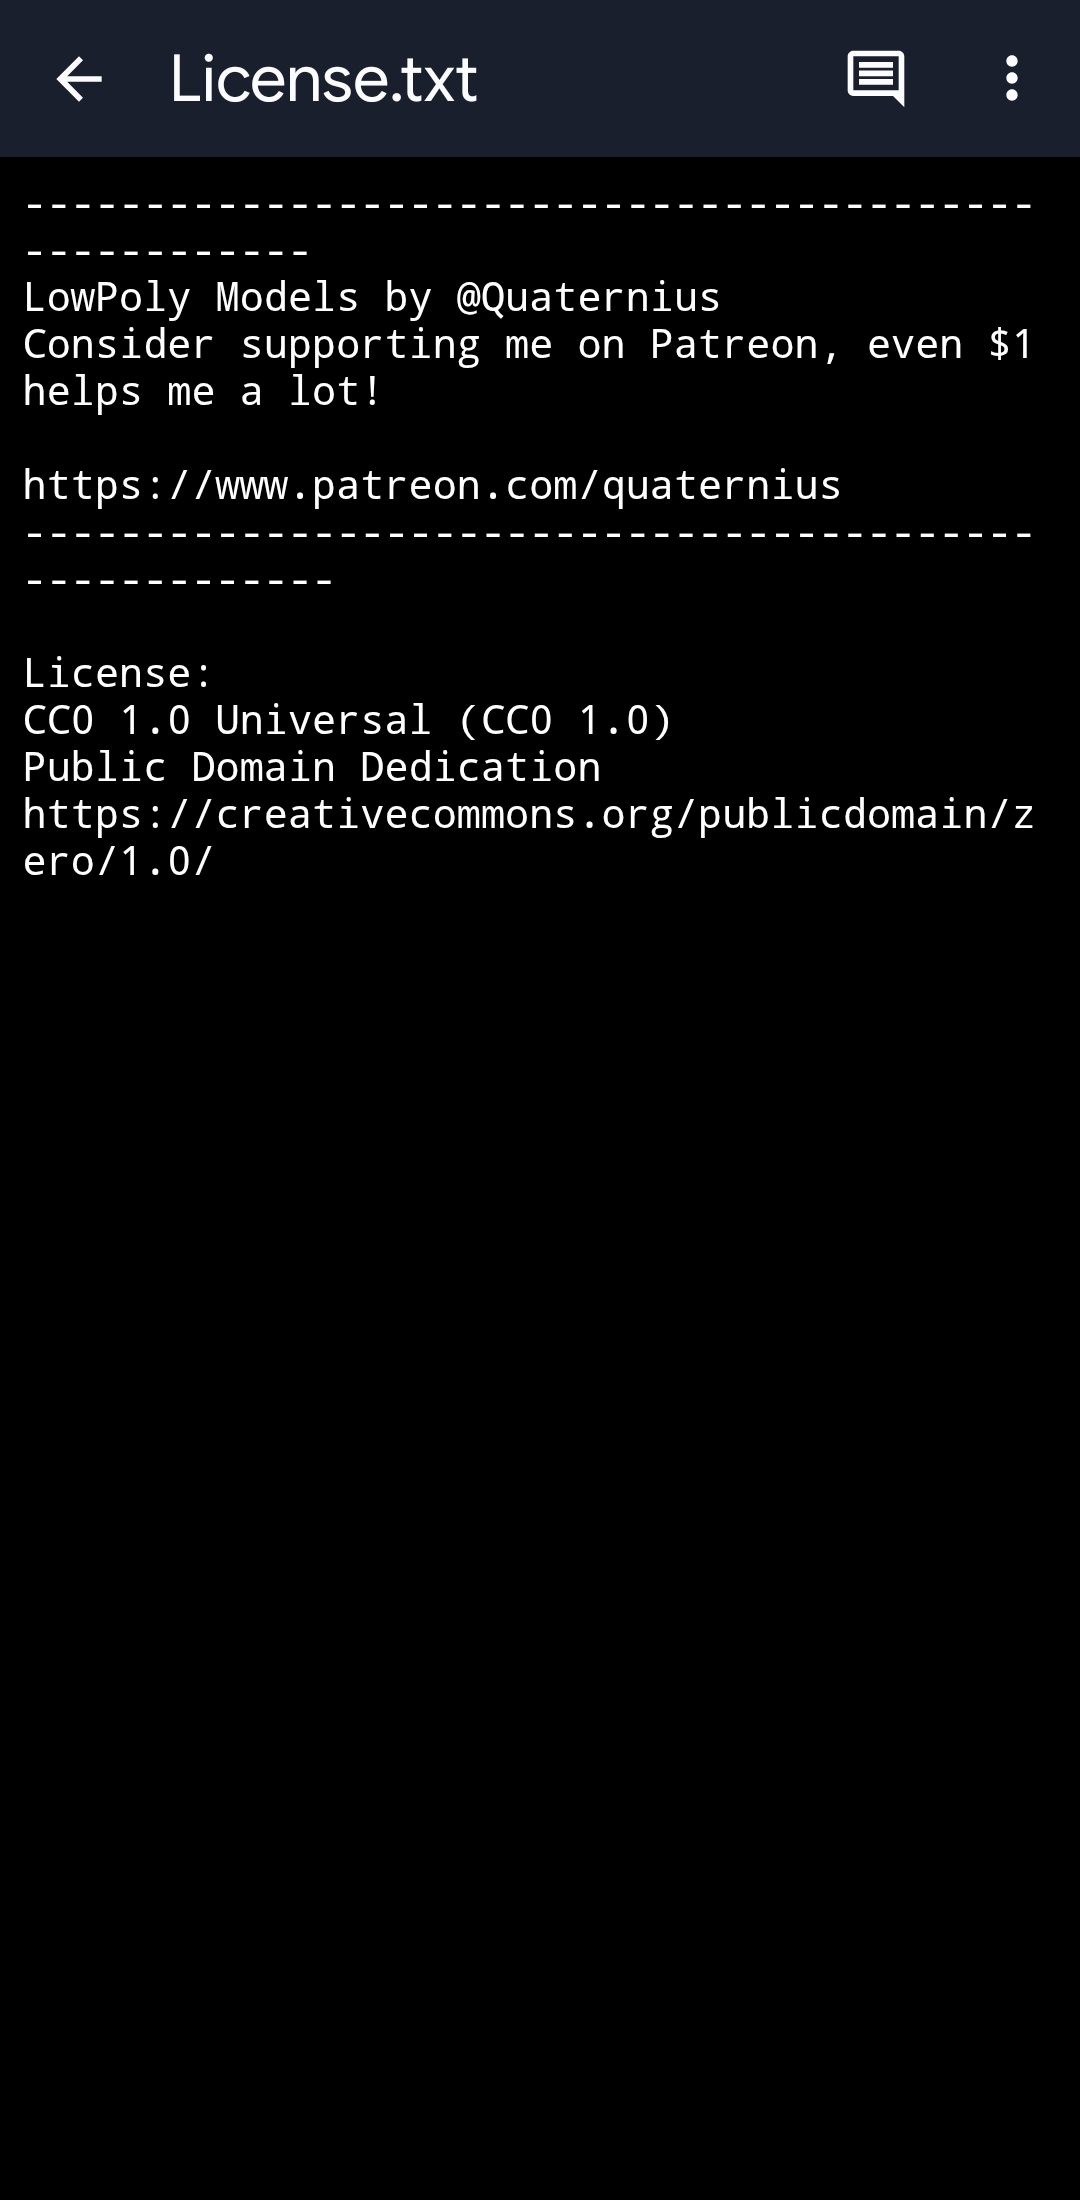 License.txt
------------------------------------------
------------
LowPoly Models by @Quaternius
Consider supporting me on Patreon, even $1
helps me a lot!
https://www.patreon.com/quaternius
------------------------------------------
-------------
License:
CC0 1.0 Universal (CC0 1.0)
Public Domain Dedication
https://creativecommons.org/publicdomain/z
ero/1.0/